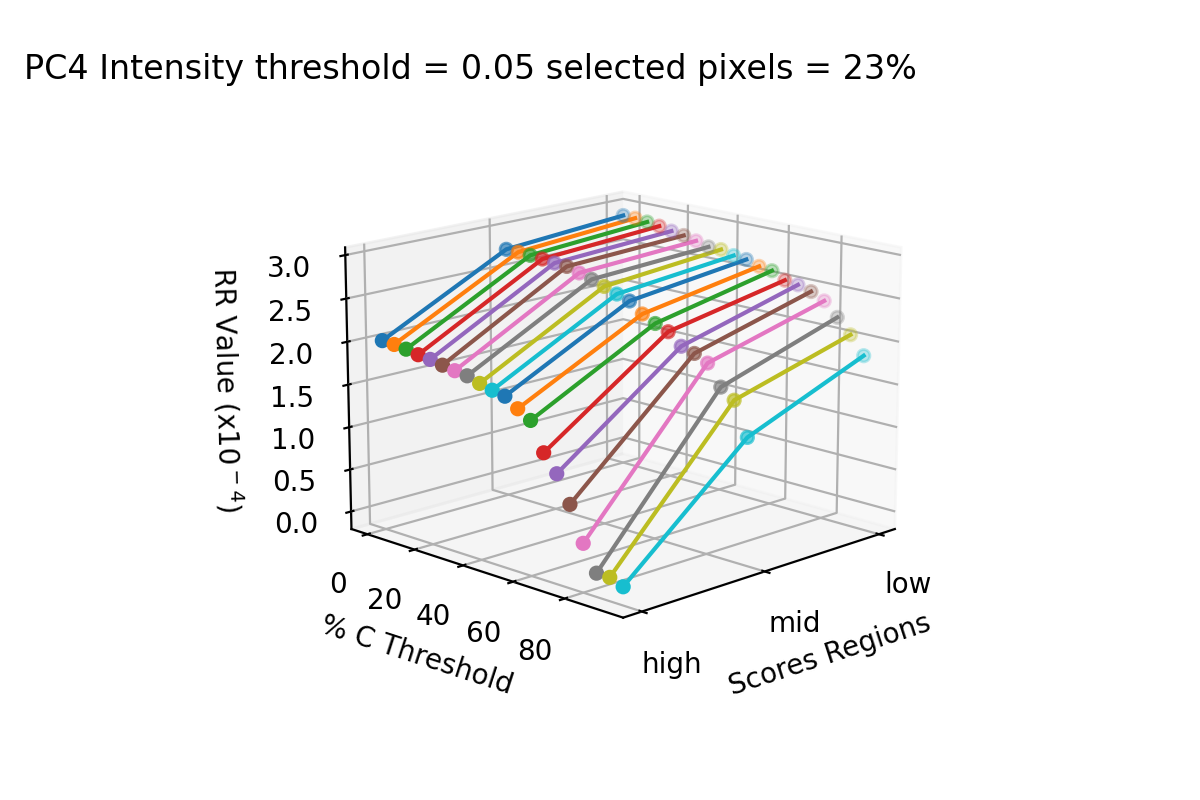 PC4 Intensity threshold = 0.05 selected pixels = 23%
RR Value (x10⁻⁴)
3.0
2.5
2.0
1.5
1.0
0.5
0.0
0
20
40
60
80
% C Threshold
high
mid
low
Scores Regions